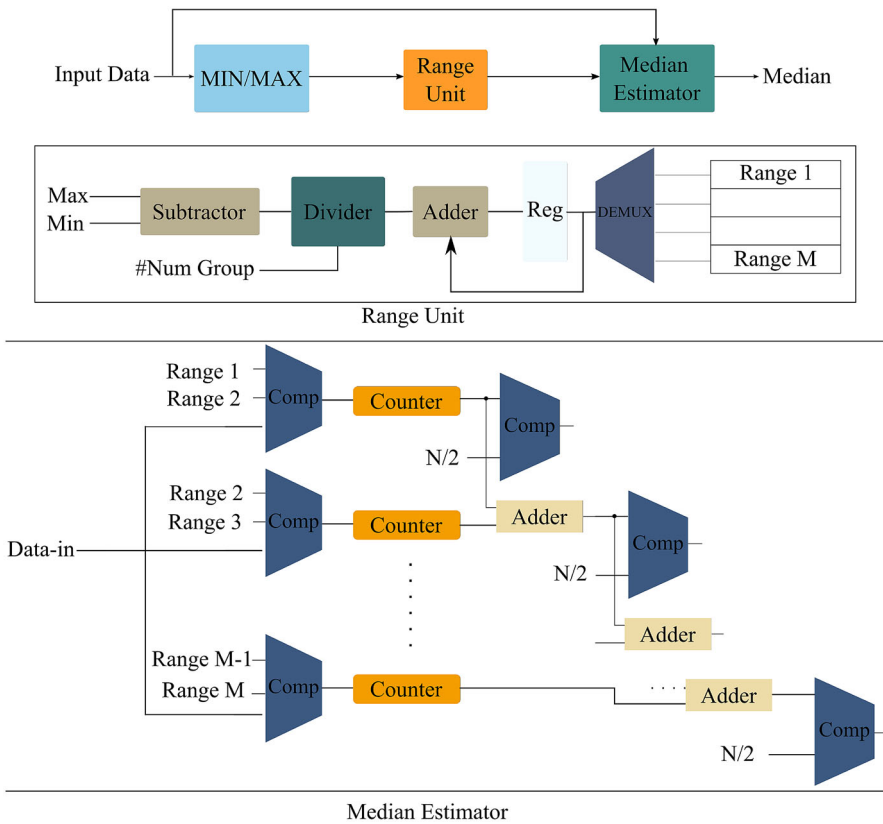 Input Data
MIN/MAX
Range
Unit
Median
Estimator
Median
Max
Min
Subtractor
Divider
Adder
Reg
DEMUX
Range 1
Range M
#Num Group
Range Unit
Range 1
Range 2
Comp
Counter
Comp
N/2
Range 2
Range 3
Comp
Counter
Adder
Comp
Data-in
N/2
Adder
Range M-1
Range M
Comp
Counter
Adder
Comp
N/2
Median Estimator